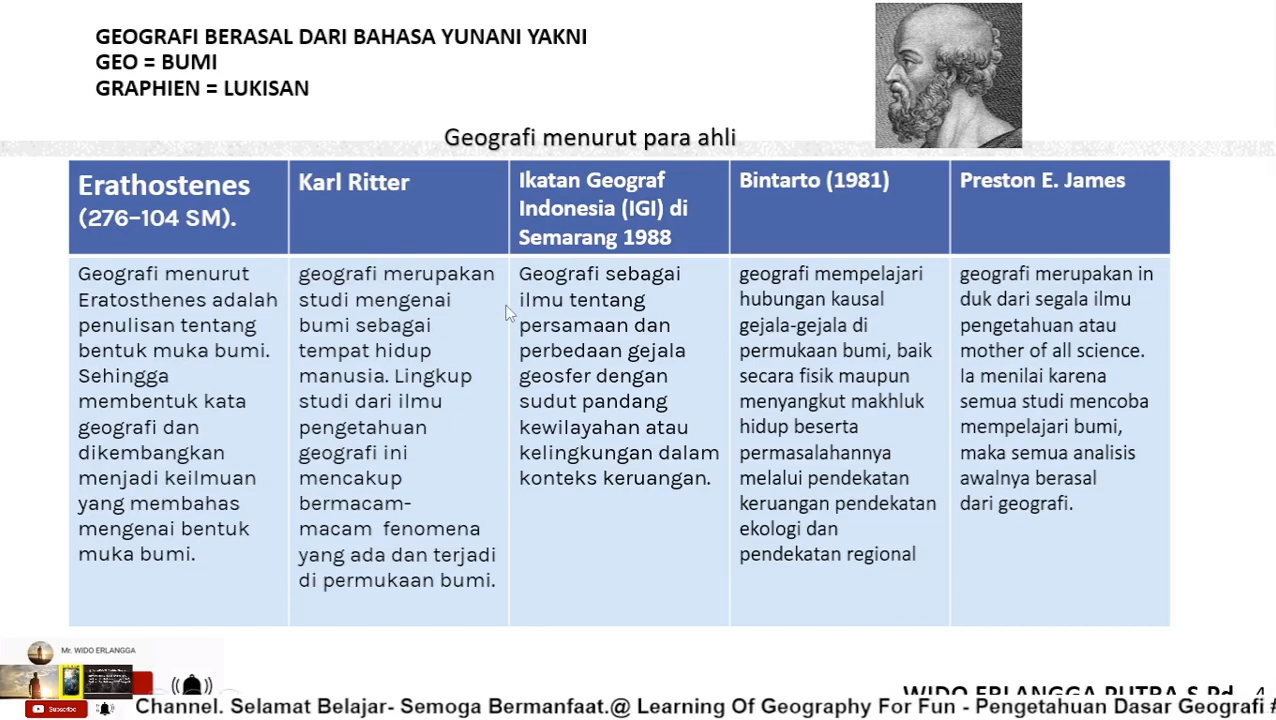 GEOGRAFI BERASAL DARI BAHASA YUNANI YAKNI
GEO = BUMI
GRAPHIEN = LUKISAN
Geografi menurut para ahli
Erathostenes
(276–104 SM).
Geografi menurut
Eratosthenes adalah
penulisan tentang
bentuk muka bumi.
Sehingga
membentuk kata
geografi dan
dikembangkan
menjadi keilmuan
yang membahas
mengenai bentuk
muka bumi.
Karl Ritter
geografi merupakan
studi mengenai
bumi sebagai
tempat hidup
manusia. Lingkup
studi dari ilmu
pengetahuan
geografi ini
mencakup
bermacam-
macam fenomena
yang ada dan terjadi
di permukaan bumi.
Ikatan Geograf
Indonesia (IGI) di
Semarang 1988
Geografi sebagai
ilmu tentang
persamaan dan
perbedaan gejala
geosfer dengan
sudut pandang
kewilayahan atau
kelingkungan dalam
konteks keruangan.
Bintarto (1981)
geografi mempelajari
hubungan kausal
gejala-gejala di
permukaan bumi, baik
secara fisik maupun
menyangkut makhluk
hidup beserta
permasalahannya
melalui pendekatan
keruangan pendekatan
ekologi dan
pendekatan regional
Preston E. James
geografi merupakan in
duk dari segala ilmu
pengetahuan atau
mother of all science.
Ia menilai karena
semua studi mencoba
mempelajari bumi,
maka semua analisis
awalnya berasal
dari geografi.
Mr. WIDO ERLANGGA
WIDO ERLANGGA PUTRA S.Pd 4
Subscribe
Channel. Selamat Belajar- Semoga Bermanfaat.@ Learning Of Geography For Fun - Pengetahuan Dasar Geografi #